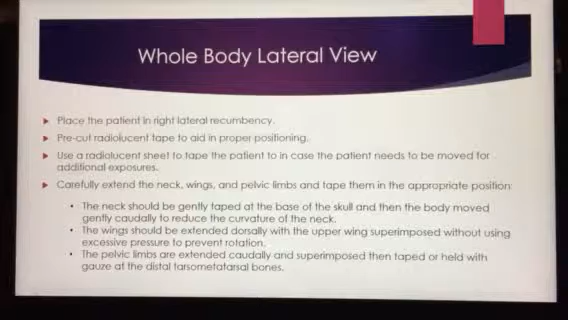 Whole Body Lateral View
Place the patient in right lateral recumbency.
Pre-cut radiolucent tape to aid in proper positioning.
Use a radiolucent sheet to tape the patient to in case the patient needs to be moved for
additional exposures.
Carefully extend the neck, wings, and pelvic limbs and tape them in the appropriate position:
• The neck should be gently taped at the base of the skull and then the body moved
gently caudally to reduce the curvature of the neck.
• The wings should be extended dorsally with the upper wing superimposed without using
excessive pressure to prevent rotation.
• The pelvic limbs are extended caudally and superimposed then taped or held with
gauze at the distal tarsometatarsal bones.